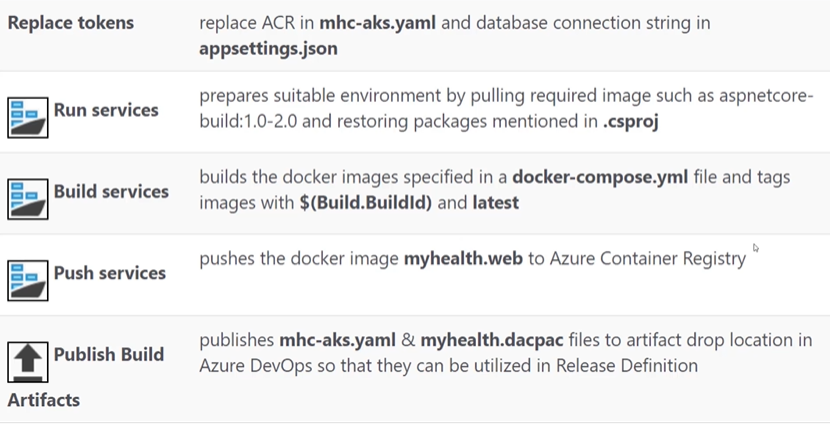 Replace tokens
replace ACR in mhc-aks.yaml and database connection string in
appsettings.json
Run services
prepares suitable environment by pulling required image such as aspnetcore-
build:1.0-2.0 and restoring packages mentioned in .csproj
Build services
builds the docker images specified in a docker-compose.yml file and tags
images with $(Build.BuildId) and latest
Push services
pushes the docker image myhealth.web to Azure Container Registry
Publish Build
Artifacts
publishes mhc-aks.yaml & myhealth.dacpac files to artifact drop location in
Azure DevOps so that they can be utilized in Release Definition